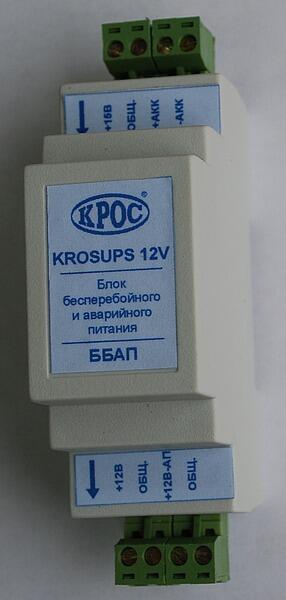 +15В
ОБЩ.
+АКК
-АКК
КРОС®
KROSUPS 12V
Блок
бесперебойного
и аварийного
питания
ББАП
+12В
ОБЩ.
+12В-АП
ОБЩ.